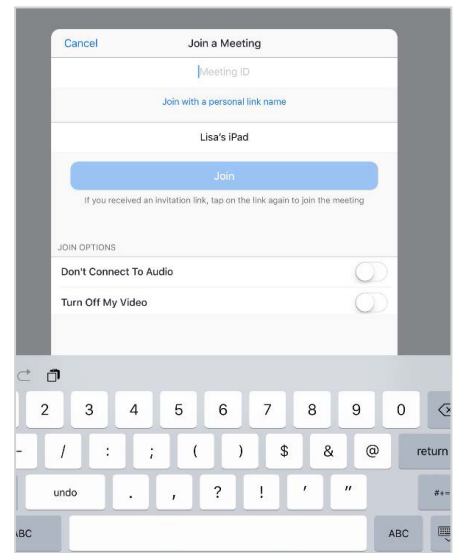 Cancel Join a Meeting
Meeting ID
Join with a personal link name
Lisa's iPad
Join
If you received an invitation link, tap on the link again to join the meeting
JOIN OPTIONS
Don't Connect To Audio
Turn Off My Video
2 3 4 5 6 7 8 9 0
- / : ; ( ) $ & @ return
undo . , ? ! ' " #+=
ABC ABC